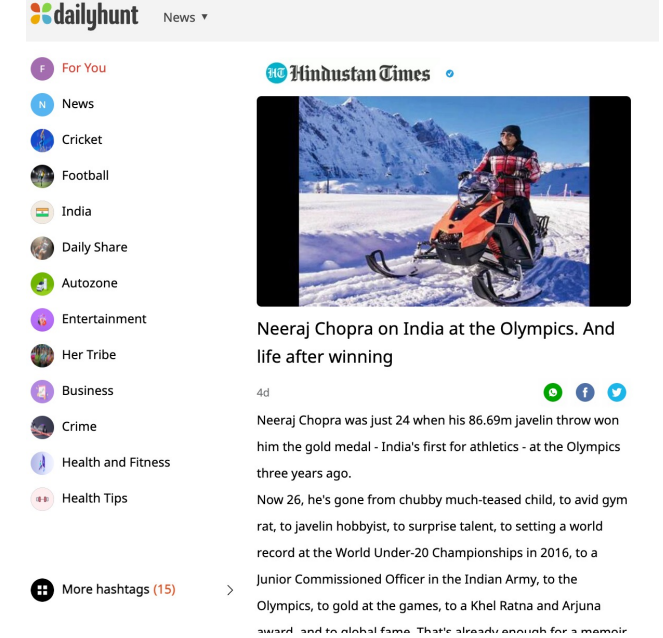 dailyhunt
News ▼
F For You
N News
Cricket
Football
India
Daily Share
Autozone
Entertainment
Her Tribe
Business
Crime
Health and Fitness
Health Tips
More hashtags (15)
HT Hindustan Times
Neeraj Chopra on India at the Olympics. And
life after winning
4d
Neeraj Chopra was just 24 when his 86.69m javelin throw won
him the gold medal - India's first for athletics - at the Olympics
three years ago.
Now 26, he's gone from chubby much-teased child, to avid gym
rat, to javelin hobbyist, to surprise talent, to setting a world
record at the World Under-20 Championships in 2016, to a
Junior Commissioned Officer in the Indian Army, to the
Olympics, to gold at the games, to a Khel Ratna and Arjuna
award, and to global fame. That's already enough for a memoir